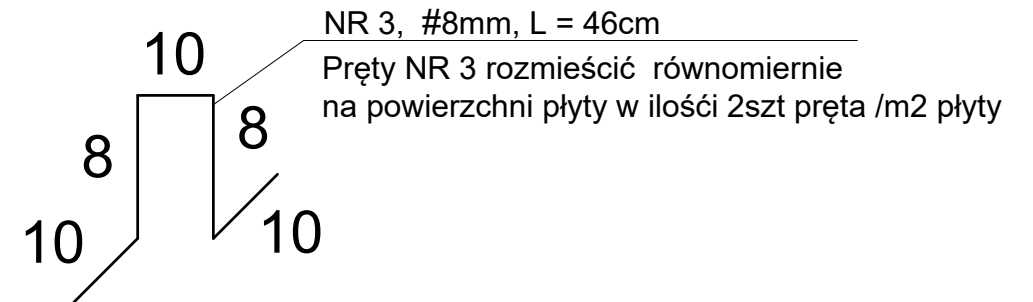 NR 3, #8mm, L = 46cm
Pręty NR 3 rozmieścić równomiernie
na powierzchni płyty w ilośći 2szt pręta /m2 płyty
10
8
8
10
10